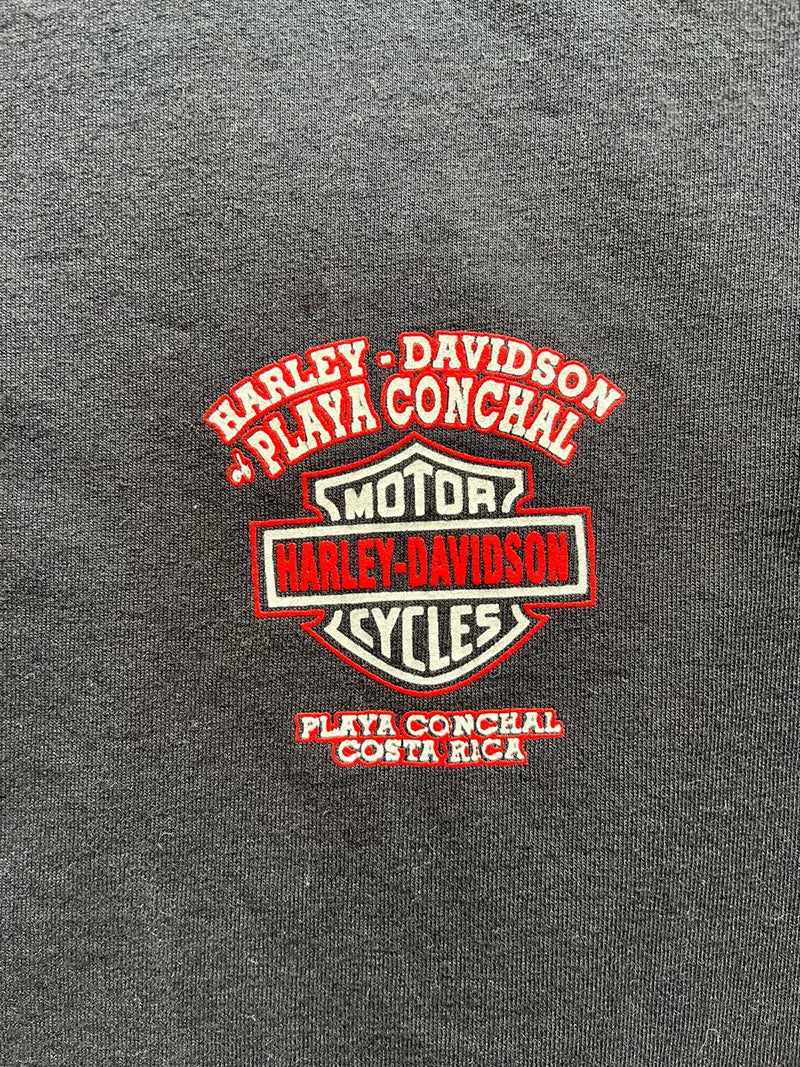 HARLEY - DAVIDSON
of PLAYA CONCHAL
MOTOR
HARLEY-DAVIDSON
CYCLES
PLAYA CONCHAL
COSTA RICA